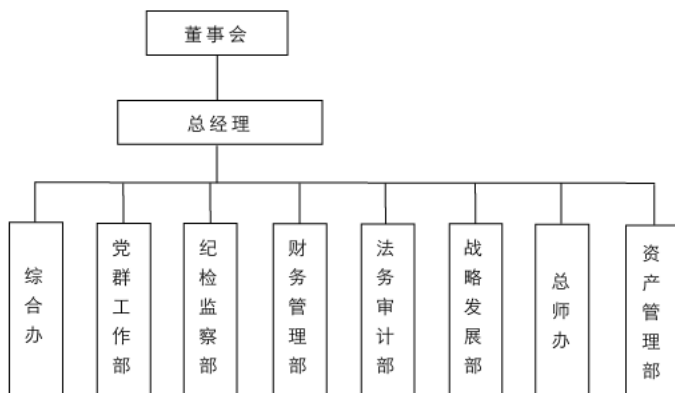 董事会
总经理
综合办
党群工作部
纪检监察部
财务管理部
法务审计部
战略发展部
总师办
资产管理部